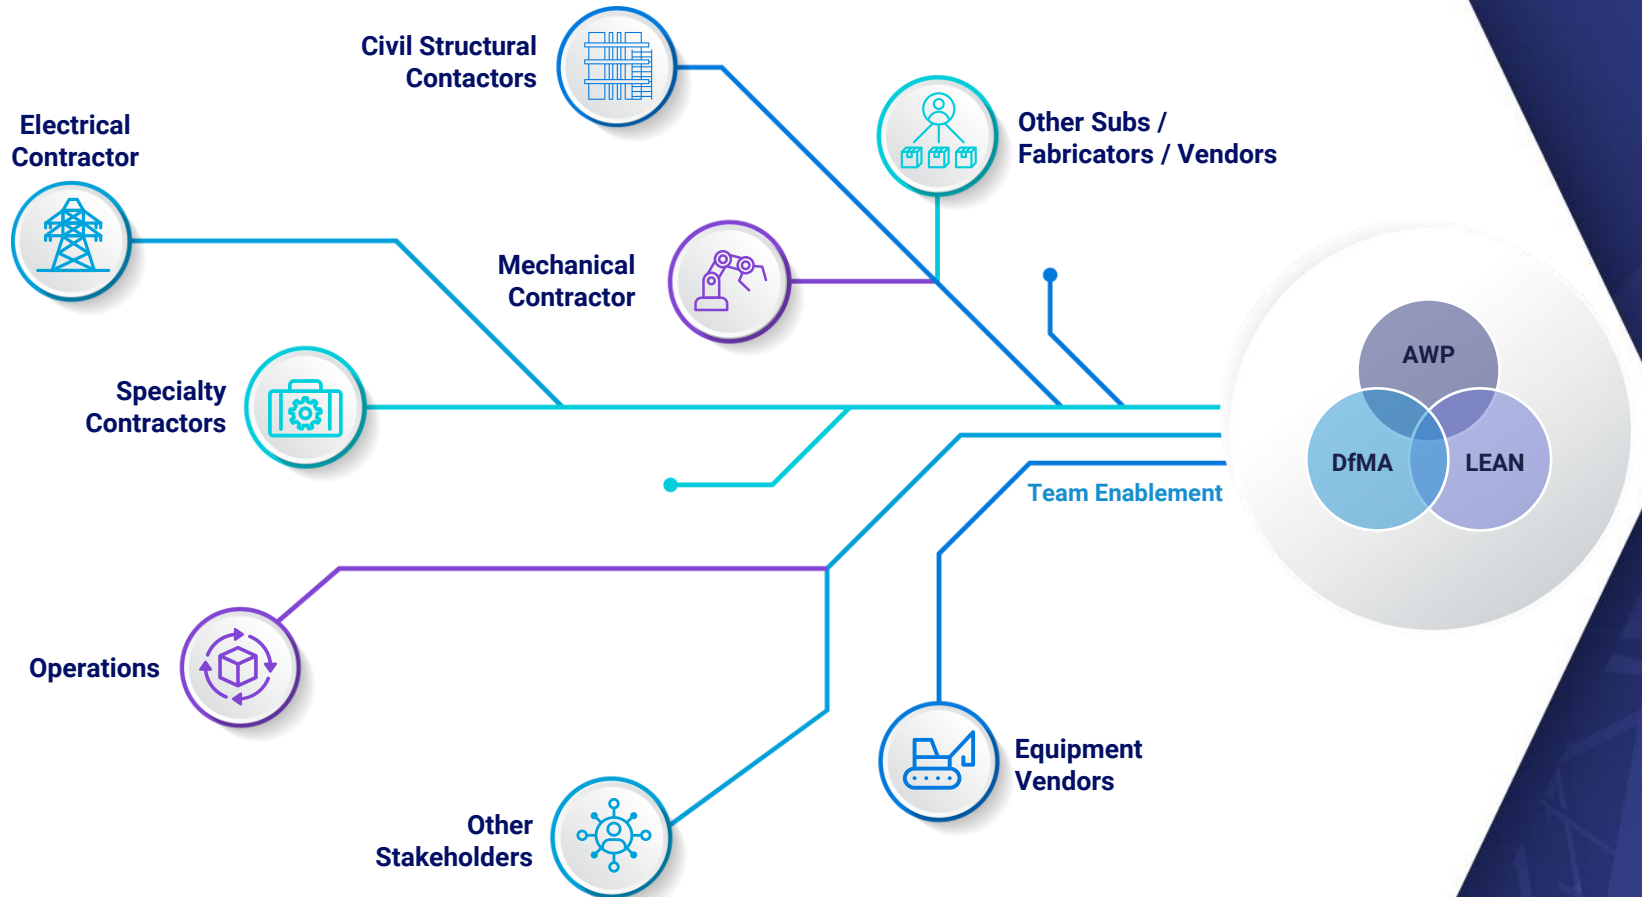 Civil Structural
Contactors
Electrical
Contractor
Other Subs /
Fabricators / Vendors
Mechanical
Contractor
Specialty
Contractors
AWP
DfMA
LEAN
Team Enablement
Operations
Equipment
Vendors
Other
Stakeholders